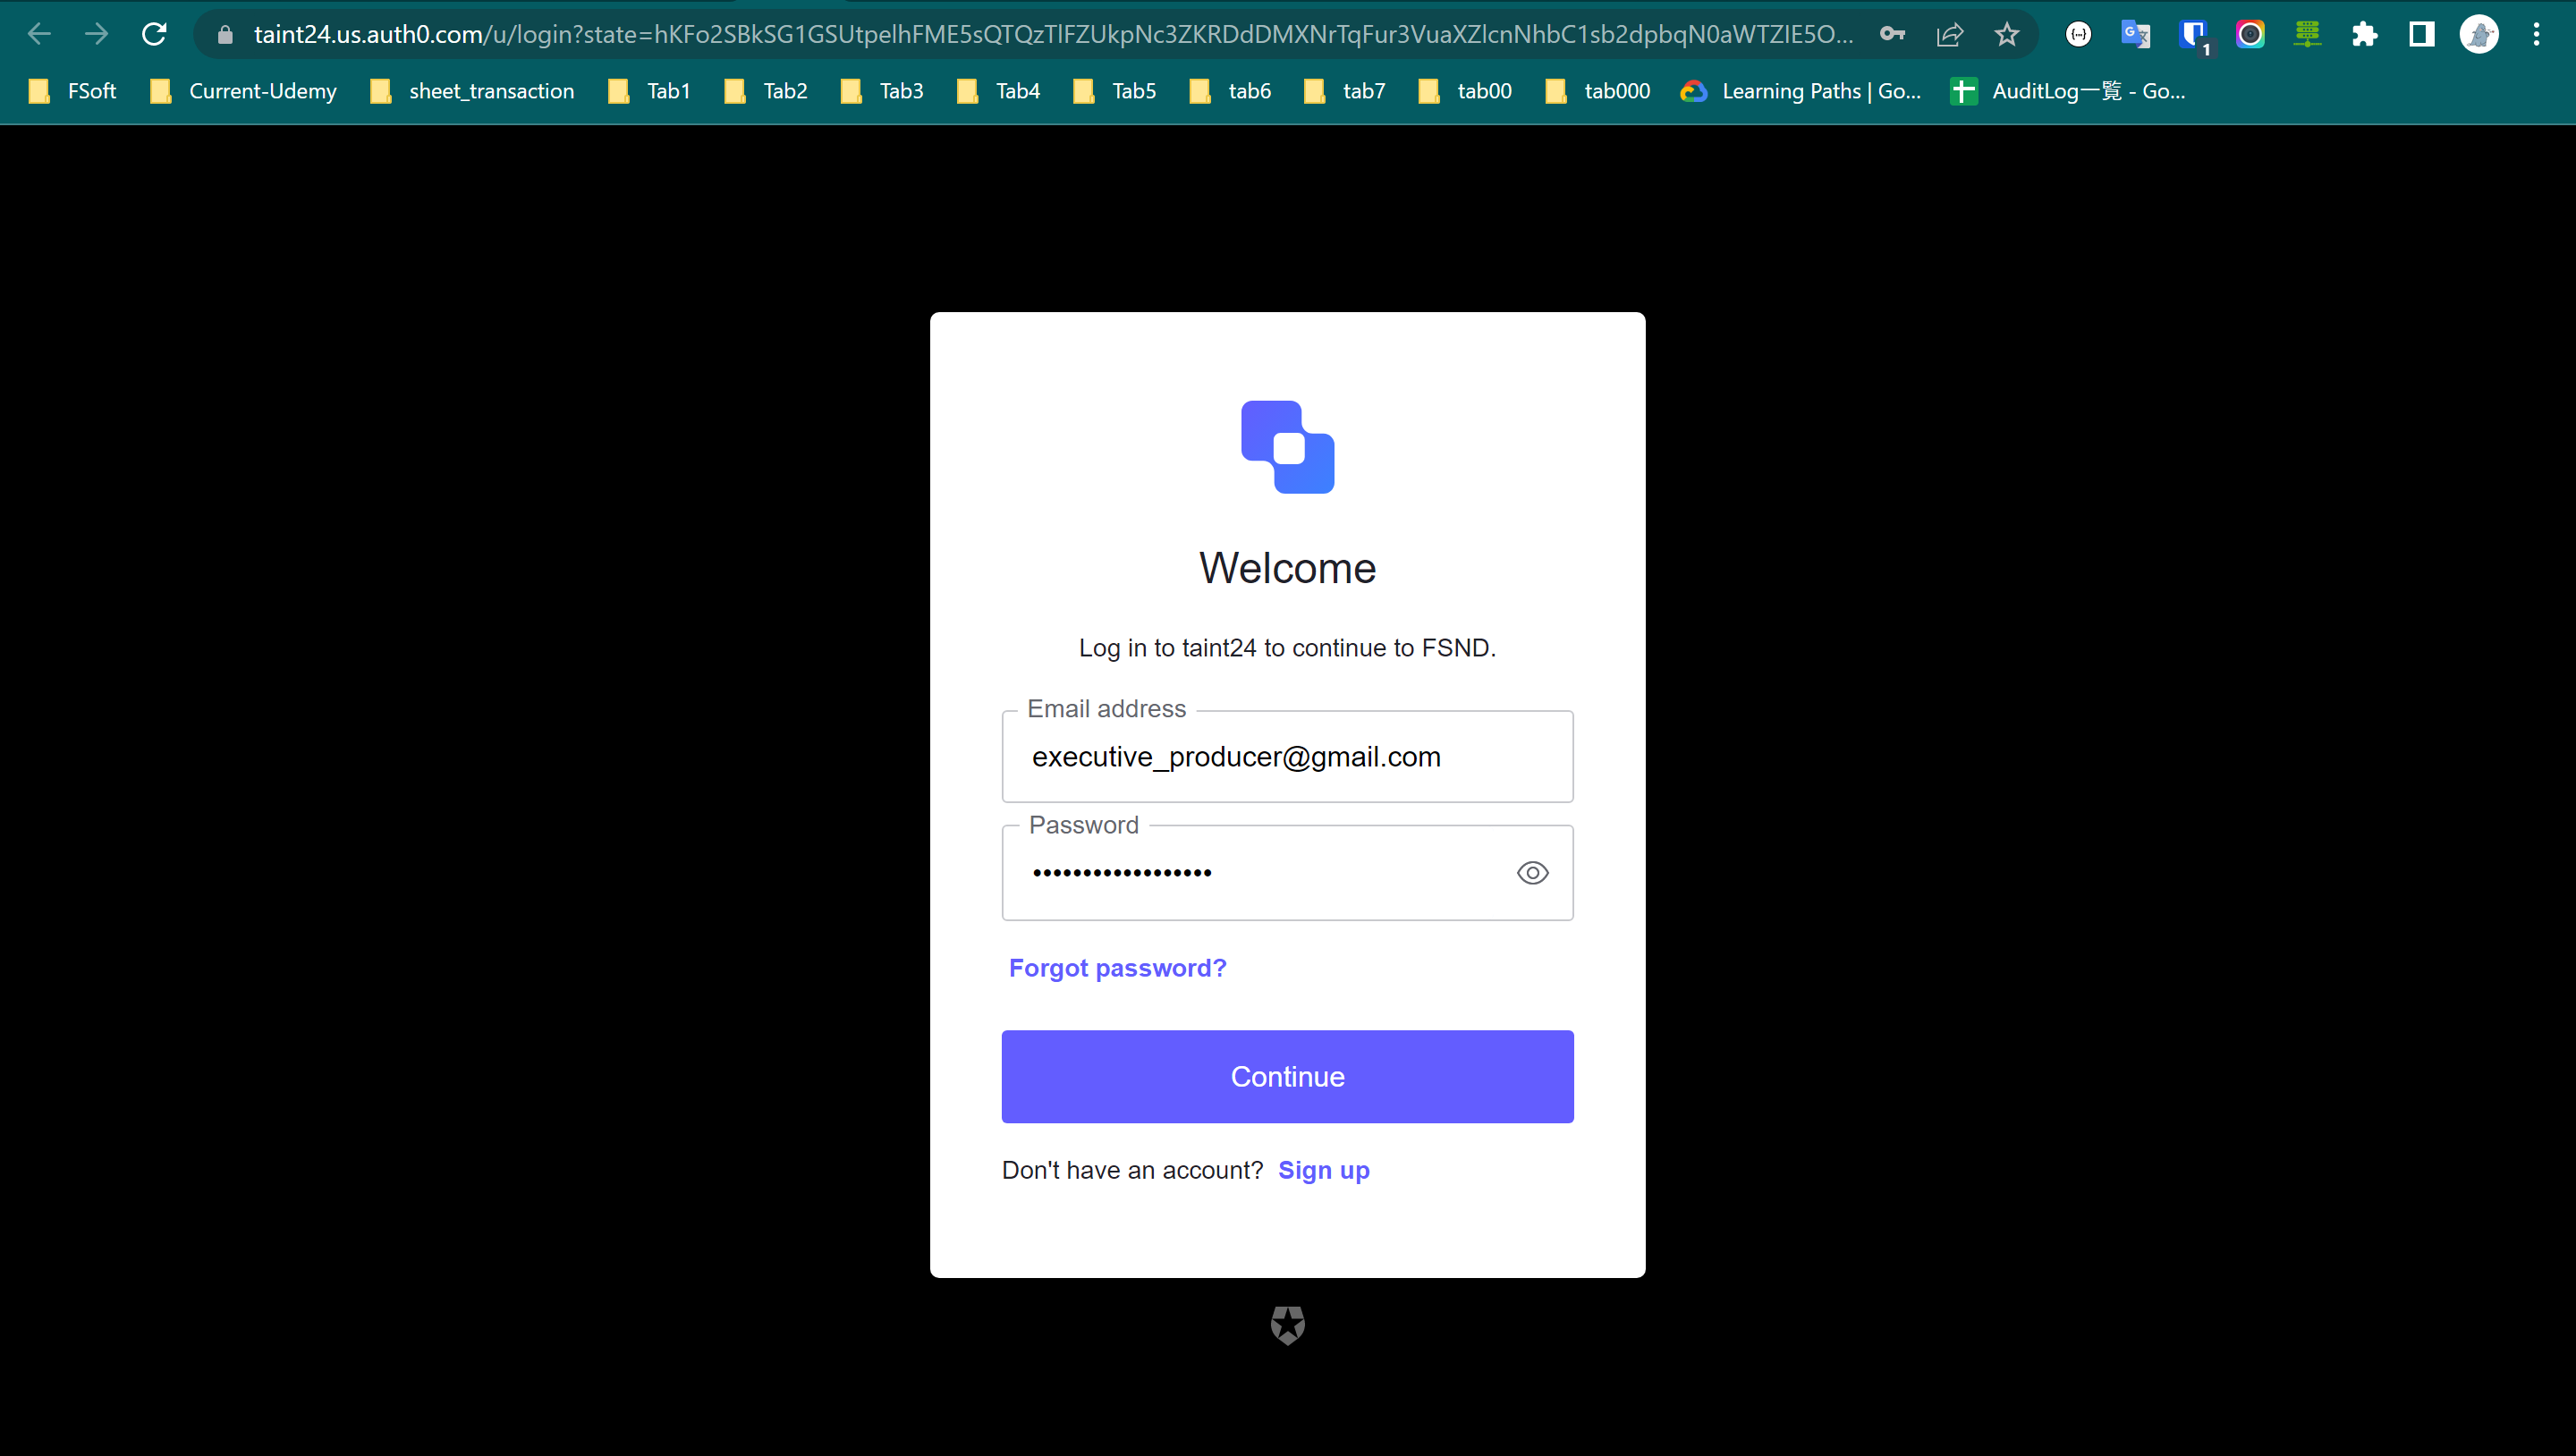 taint24.us.auth0.com/u/login?state=hKFo2SBkSG1GSUtpelhFME5sQTQzTlFZUkpNc3ZKRDdDMXNrTqFur3VuaXZlcnNhbC1sb2dpbqN0aWTZIE5O...
1
FSoft Current-Udemy sheet_transaction Tab1 Tab2 Tab3 Tab4 Tab5 tab6 tab7 tab00 tab000 Learning Paths | Go... AuditLog一覧 - Go...
Welcome
Log in to taint24 to continue to FSND.
Email address
executive_producer@gmail.com
Password
Forgot password?
Continue
Don't have an account? Sign up